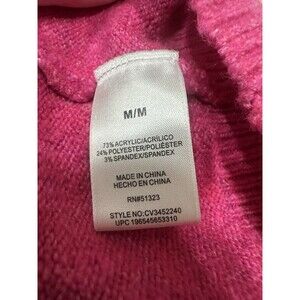 M/M
73% ACRYLIC/ACRÍLICO
24% POLYESTER/POLIÉSTER
3% SPANDEX/SPANDEX
MADE IN CHINA
HECHO EN CHINA
RN#51323
STYLE NO:CV3452240
UPC 196545653310